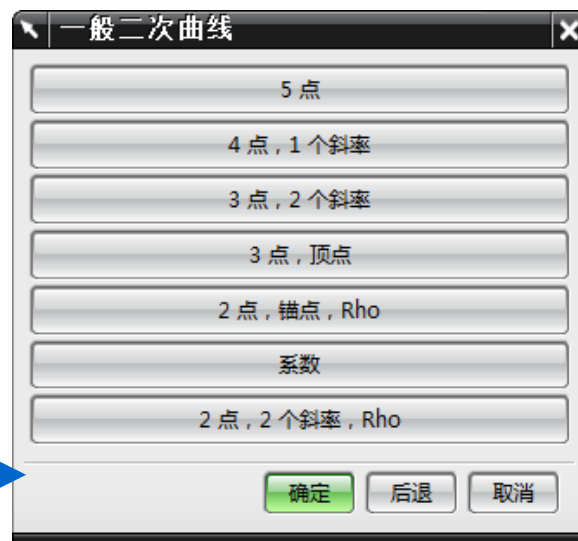 一般二次曲线
5 点
4 点，1 个斜率
3 点，2 个斜率
3 点，顶点
2 点，锚点，Rho
系数
2 点，2 个斜率，Rho
确定 后退 取消